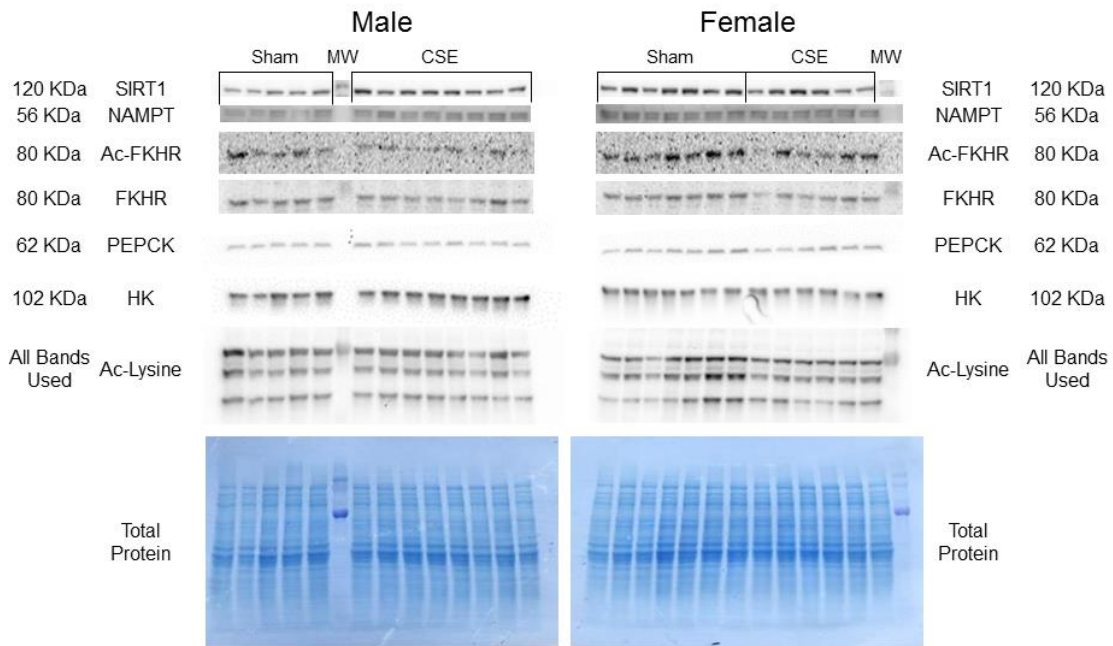 Male Female
Sham MW CSE Sham CSE MW
120 KDa SIRT1 SIRT1 120 KDa
56 KDa NAMPT NAMPT 56 KDa
80 KDa Ac-FKHR Ac-FKHR 80 KDa
80 KDa FKHR FKHR 80 KDa
62 KDa PEPCK PEPCK 62 KDa
102 KDa HK HK 102 KDa
All Bands Used Ac-Lysine Ac-Lysine All Bands Used
Total Protein Total Protein